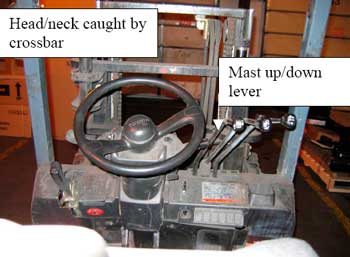 Head/neck caught by
crossbar
Mast up/down
lever